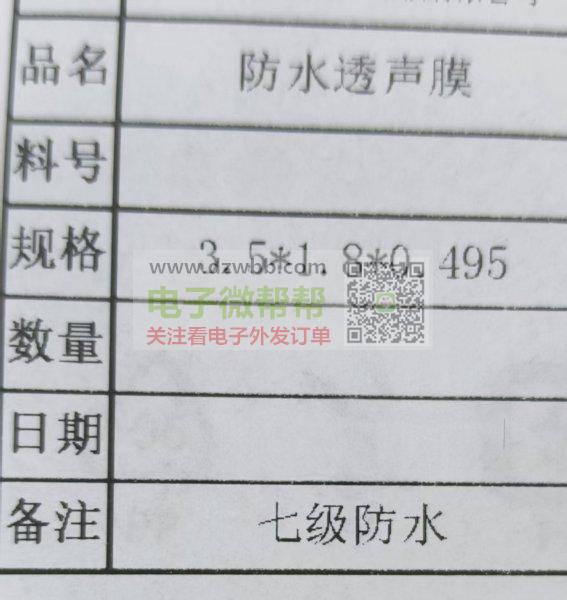 品名 防水透声膜
料号
规格 3.5*1.8*0.495
www.dzwbb.com
电子微帮帮
关注看电子外发订单
数量
日期
备注 七级防水